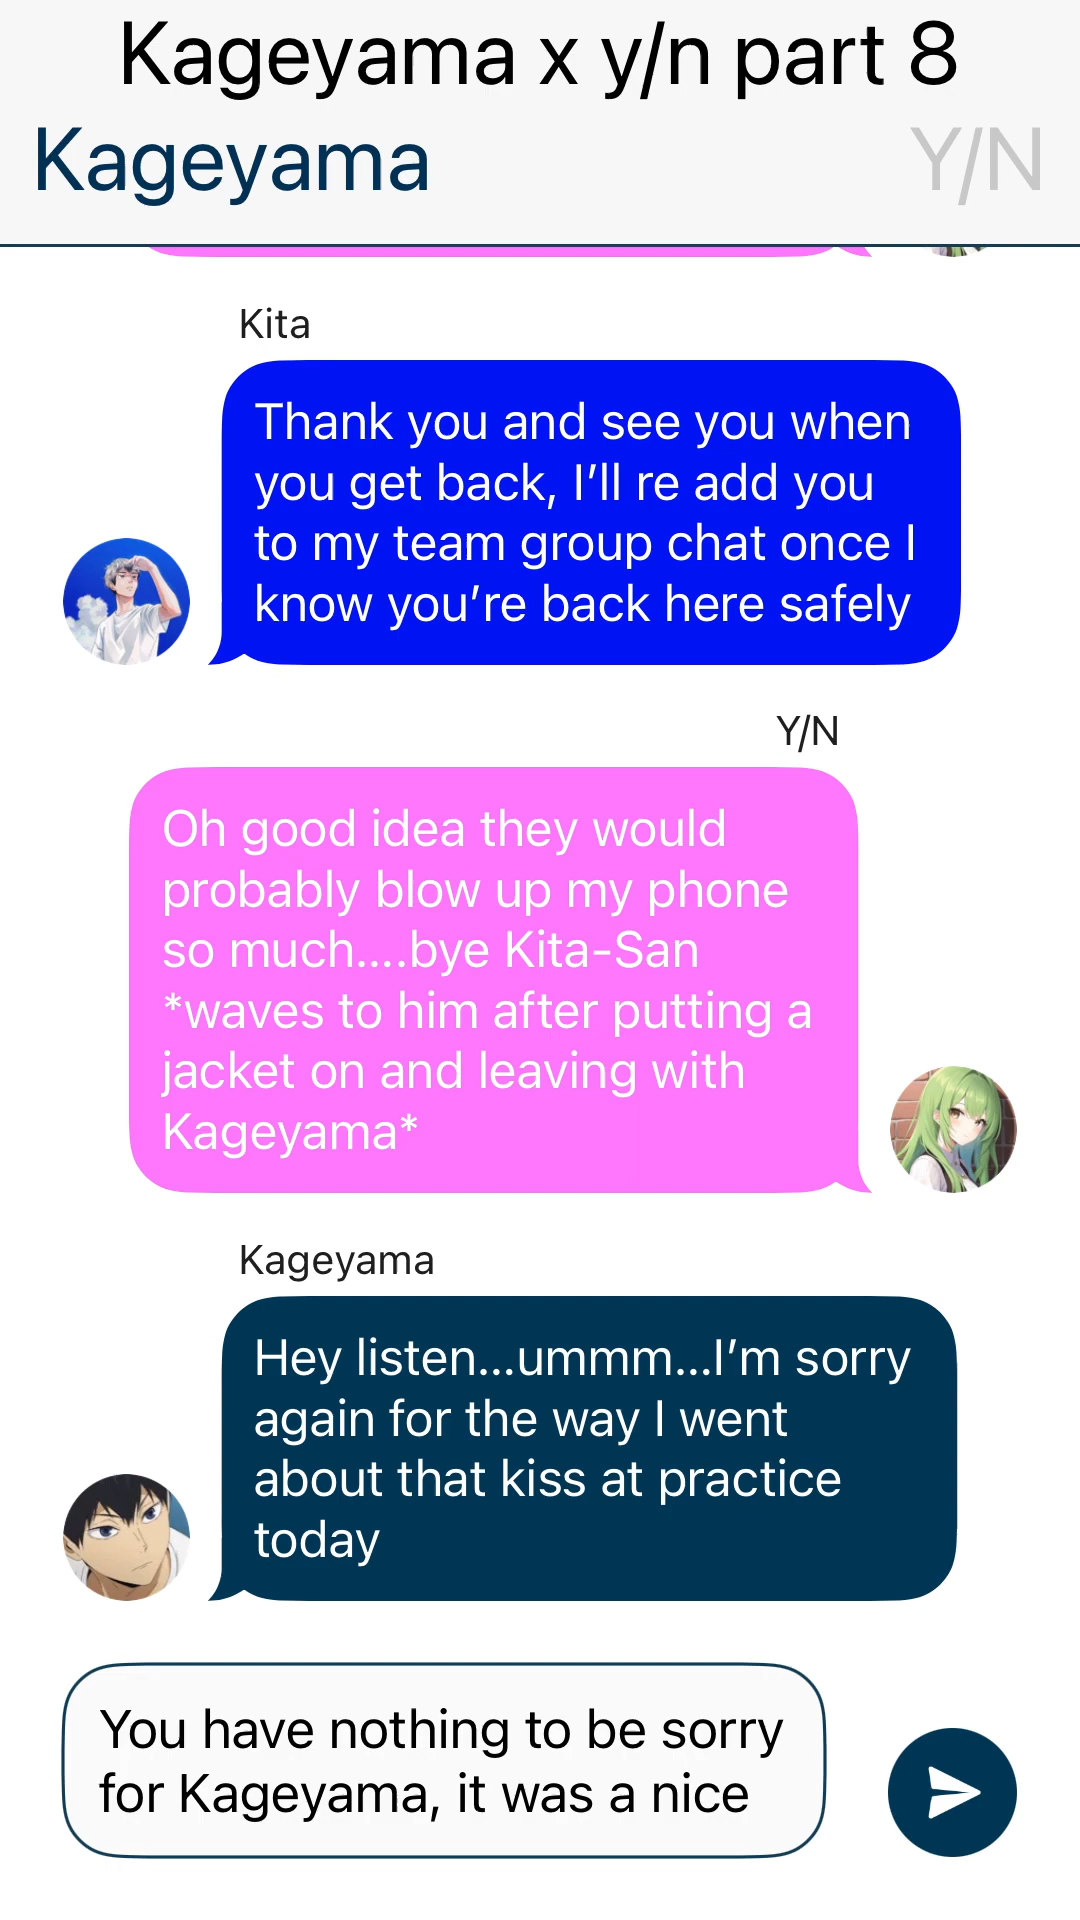 Kageyama x y/n part 8
Kageyama
Y/N
Kita
Thank you and see you when
you get back, I’ll re add you
to my team group chat once I
know you’re back here safely
Y/N
Oh good idea they would
probably blow up my phone
so much....bye Kita-San
*waves to him after putting a
jacket on and leaving with
Kageyama*
Kageyama
Hey listen...ummm...I’m sorry
again for the way I went
about that kiss at practice
today
You have nothing to be sorry
for Kageyama, it was a nice